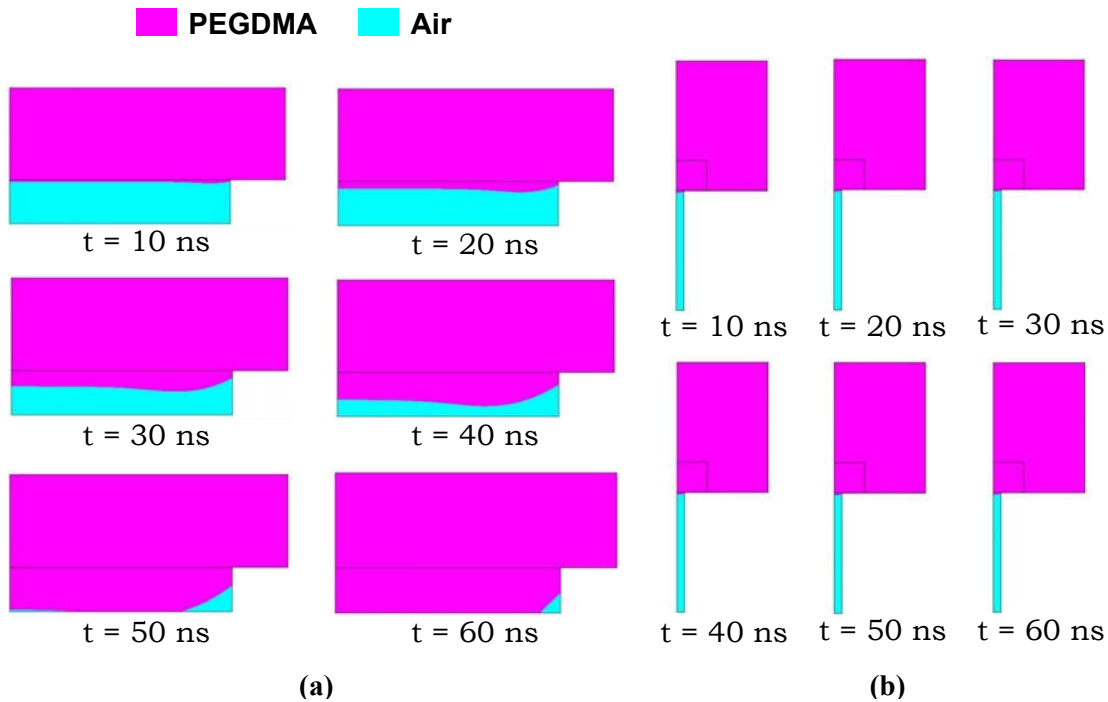 PEGDMA Air
t = 10 ns t = 20 ns
t = 30 ns t = 40 ns
t = 50 ns t = 60 ns
(a)
t = 10 ns t = 20 ns t = 30 ns
t = 40 ns t = 50 ns t = 60 ns
(b)